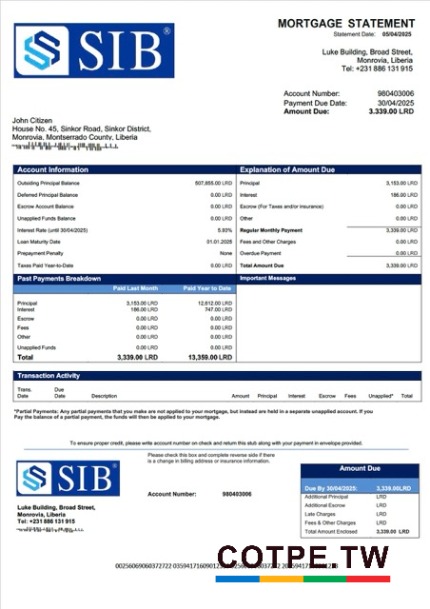 SIB®
MORTGAGE STATEMENT
Statement Date: 05/04/2025
Luke Building, Broad Street,
Monrovia, Liberia
Tel: +231 886 131 915
Account Number: 980403006
Payment Due Date: 30/04/2025
Amount Due: 3.339.00 LRD
John Citizen
House No. 45, Sinkor Road, Sinkor District,
Monrovia, Montserrado County, Liberia
Account Information
Outsiding Principal Balance 507,855.00 LRD
Deferred Principal Balance 0.00 LRD
Escrow Account Balance 0.00 LRD
Unapplied Funds Balance 0.00 LRD
Interest Rate (until 30/04/2025) 5.83%
Loan Maturity Date 01.01.2028
Prepayment Penalty None
Taxes Paid Year-to-Date 0.00 LRD
Explanation of Amount Due
Principal 3,153.00 LRD
Interest 186.00 LRD
Escrow (For Taxes and/or insurance) 0.00 LRD
Other 0.00 LRD
Regular Monthly Payment 3,339.00 LRD
Fees and Other Charges 0.00 LRD
Overdue Payment 0.00 LRD
Total Amount Due 3,339.00 LRD
Past Payments Breakdown
Paid Last Month Paid Year to Date
Principal 3,153.00 LRD 12,612.00 LRD
Interest 186.00 LRD 747.00 LRD
Escrow 0.00 LRD 0.00 LRD
Fees 0.00 LRD 0.00 LRD
Other 0.00 LRD 0.00 LRD
Unapplied Funds 0.00 LRD 0.00 LRD
Total 3,339.00 LRD 13,359.00 LRD
Important Messages
Transaction Activity
Trans. Date Due Date Description Amount Principal Interest Escrow Fees Unapplied* Total
*Partial Payments: Any partial payments that you make are not applied to your mortgage, but instead are held in a separate unapplied account. If you
Pay the balance of a partial payment, the funds will then be applied to your mortgage.
To ensure proper credit, please write account number on check and return this stub along with your payment in envelope provided.
SIB®
Please check this box and complete reverse side if there
is a change in billing address or insurance information.
Luke Building, Broad Street,
Monrovia, Liberia
Tel: +231 886 131 915
Account Number: 980403006
Amount Due
Due By 30/04/2025: 3,339.00LRD
Additional Principal LRD
Additional Escrow LRD
Late Charges LRD
Fees & Other Charges LRD
Total Amount Enclosed 3.339.00 LRD
COTPE.TW